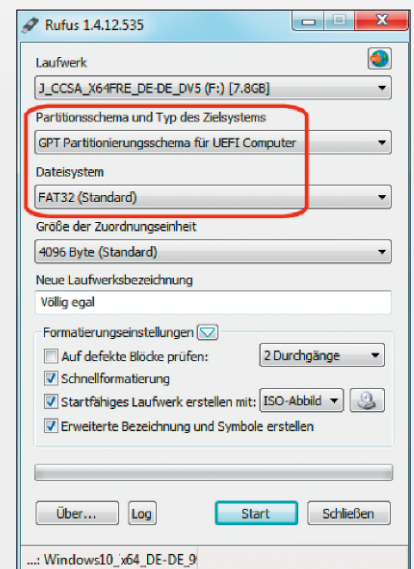 Rufus 1.4.12.535
Laufwerk
J_CCSA_X64FRE_DE-DE_DV5 (F:) [7.8GB]
Partitionsschema und Typ des Zielsystems
GPT Partitionierungsschema für UEFI Computer
Dateisystem
FAT32 (Standard)
Größe der Zuordnungseinheit
4096 Byte (Standard)
Neue Laufwerksbezeichnung
Völlig egal
Formatierungseinstellungen
Auf defekte Blöcke prüfen: 2 Durchgänge
Schnellformatierung
Startfähiges Laufwerk erstellen mit: ISO-Abbild
Erweiterte Bezeichnung und Symbole erstellen
Über... Log Start Schließen
...: Windows10_x64_DE-DE_9